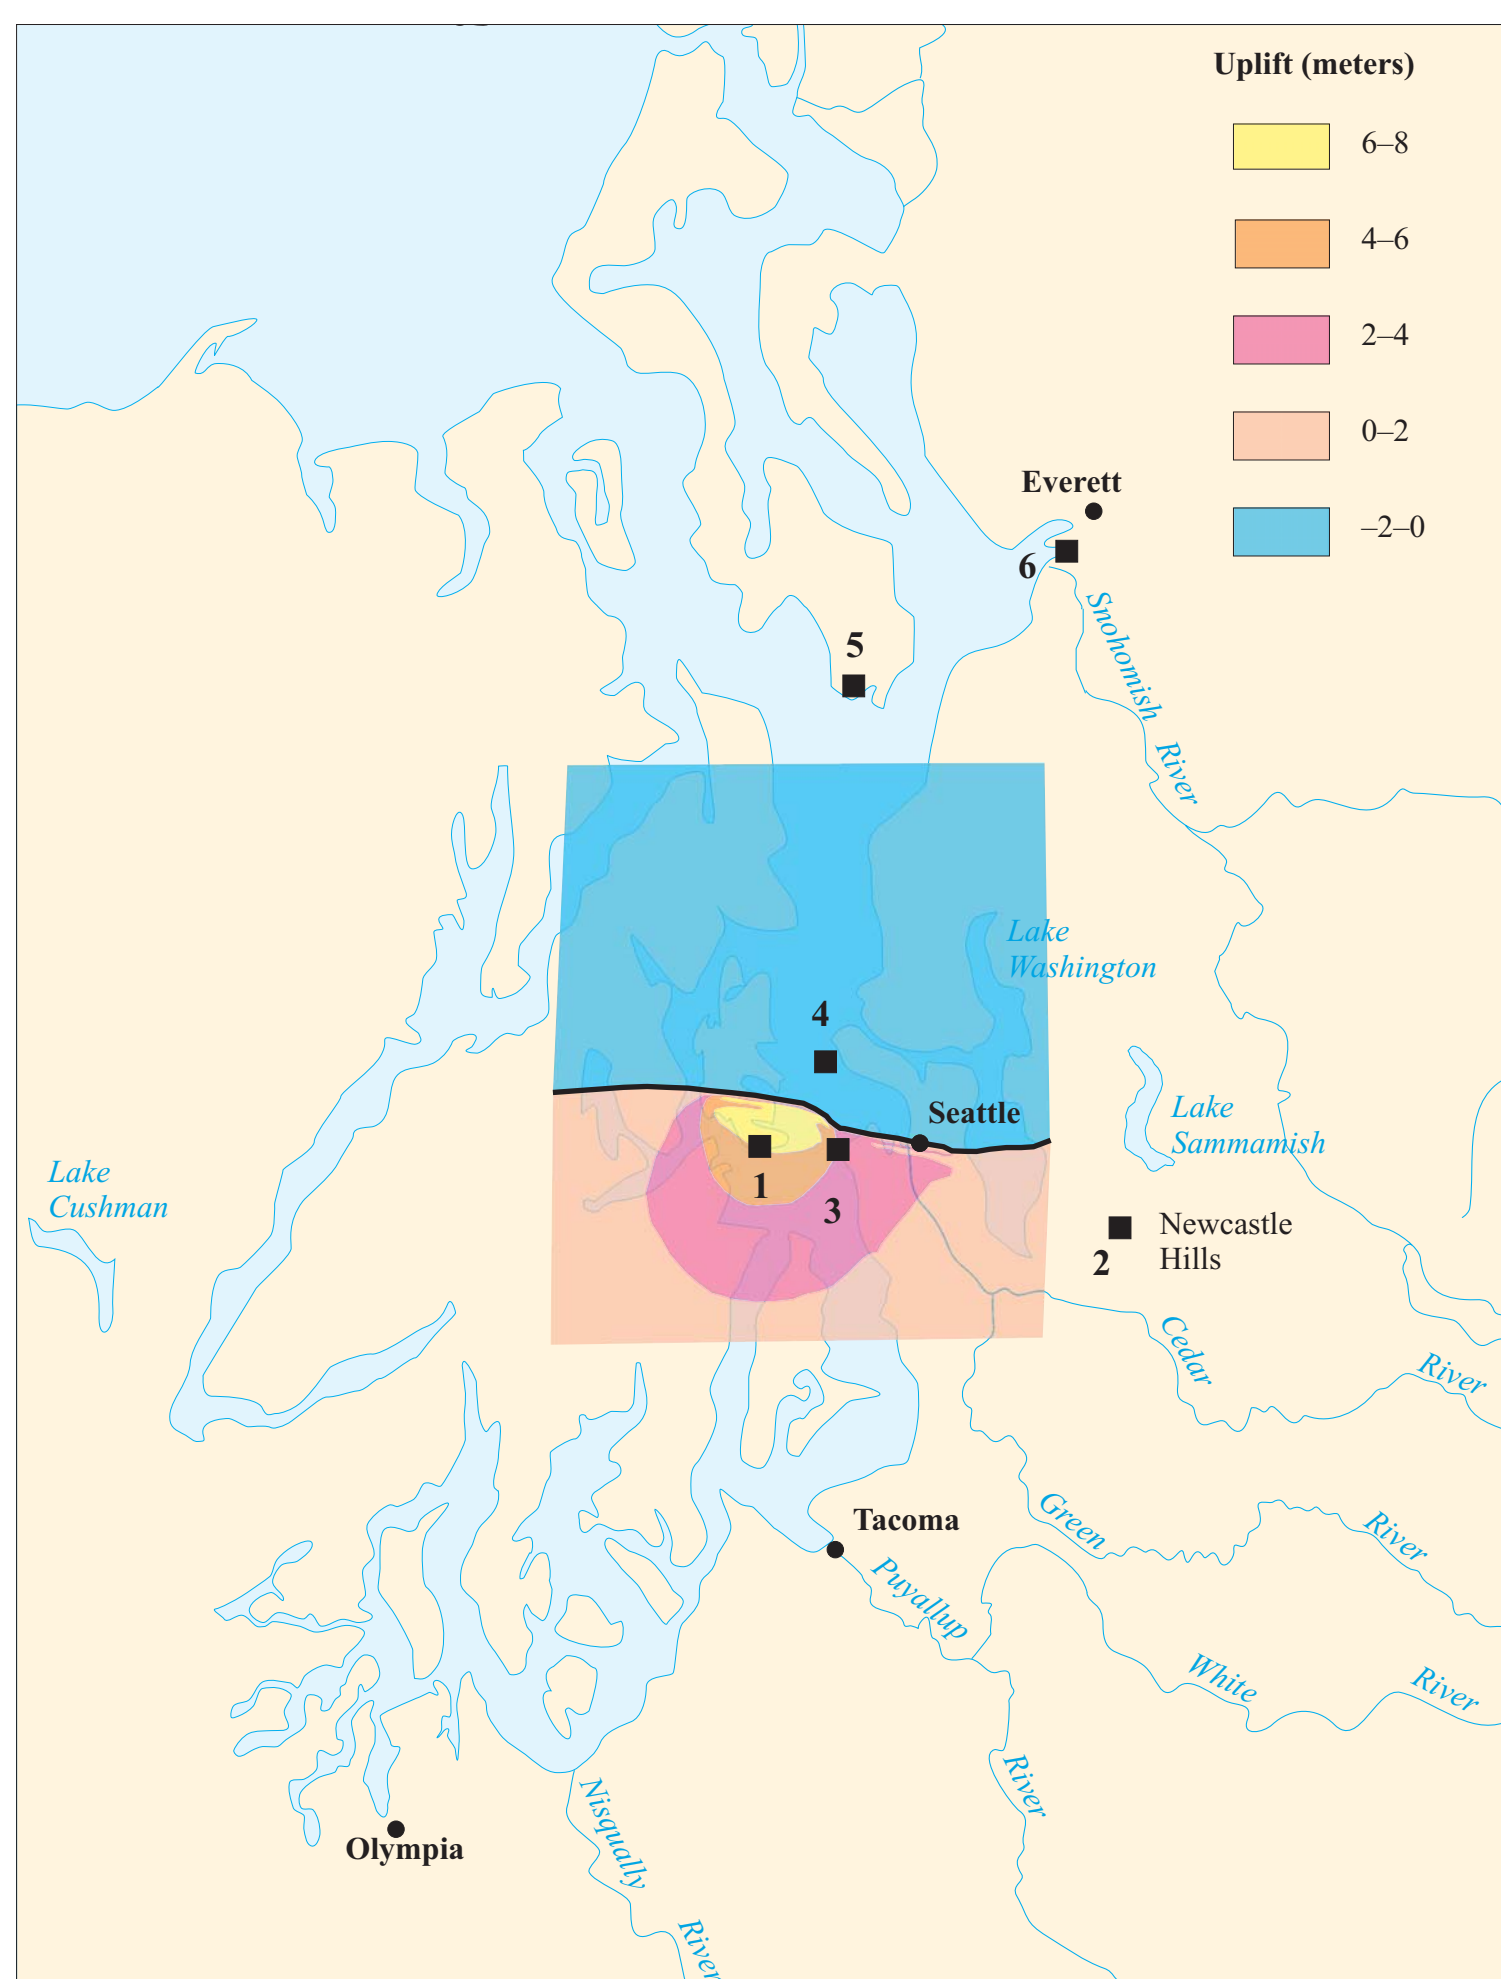 Uplift (meters)
6–8
4–6
2–4
0–2
–2–0
Everett
6
Snohomish
River
5
Lake
Washington
4
Seattle
Lake
Sammamish
Lake
Cushman
1
3
Newcastle
Hills
2
Cedar
River
Green
River
Tacoma
Puyallup
River
White
River
Olympia
Nisqually
River